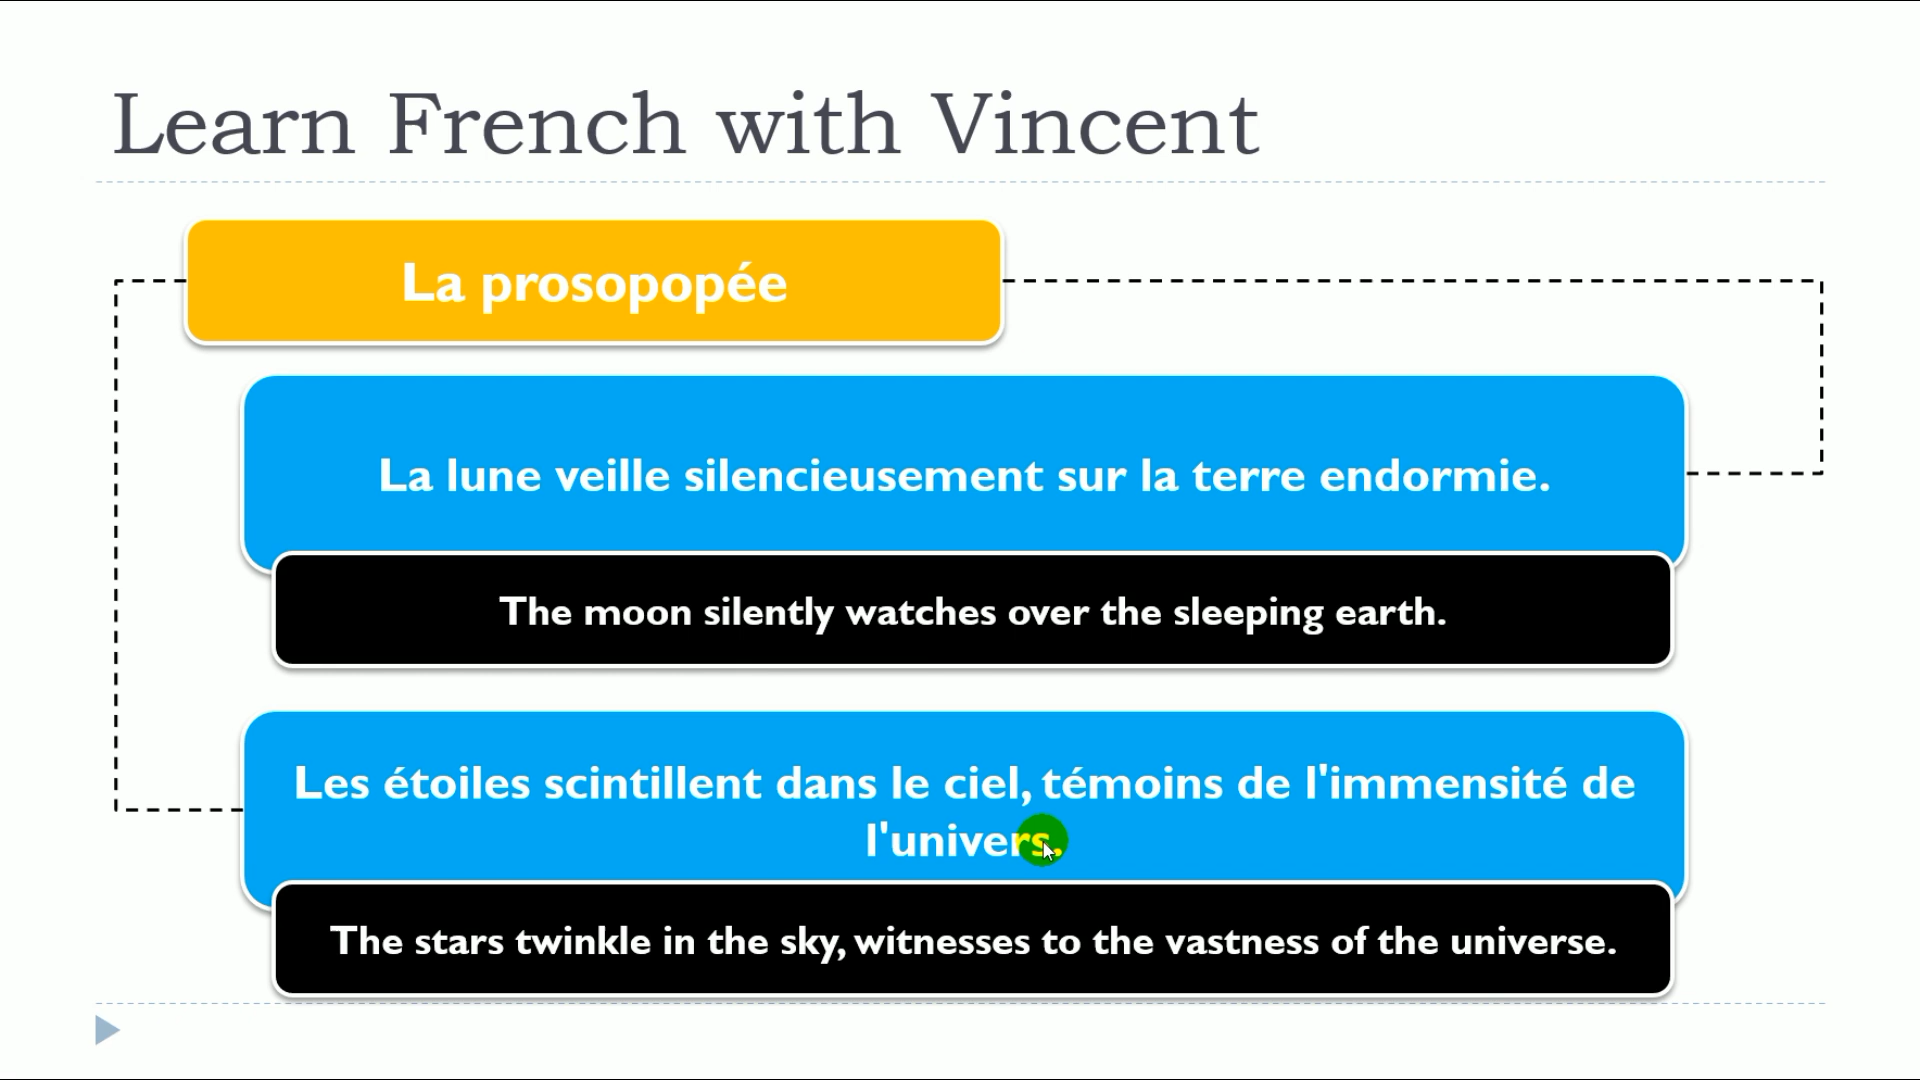 Learn French with Vincent
La prosopopée
La lune veille silencieusement sur la terre endormie.
The moon silently watches over the sleeping earth.
Les étoiles scintillent dans le ciel, témoins de l'immensité de
l'univers.
The stars twinkle in the sky, witnesses to the vastness of the universe.